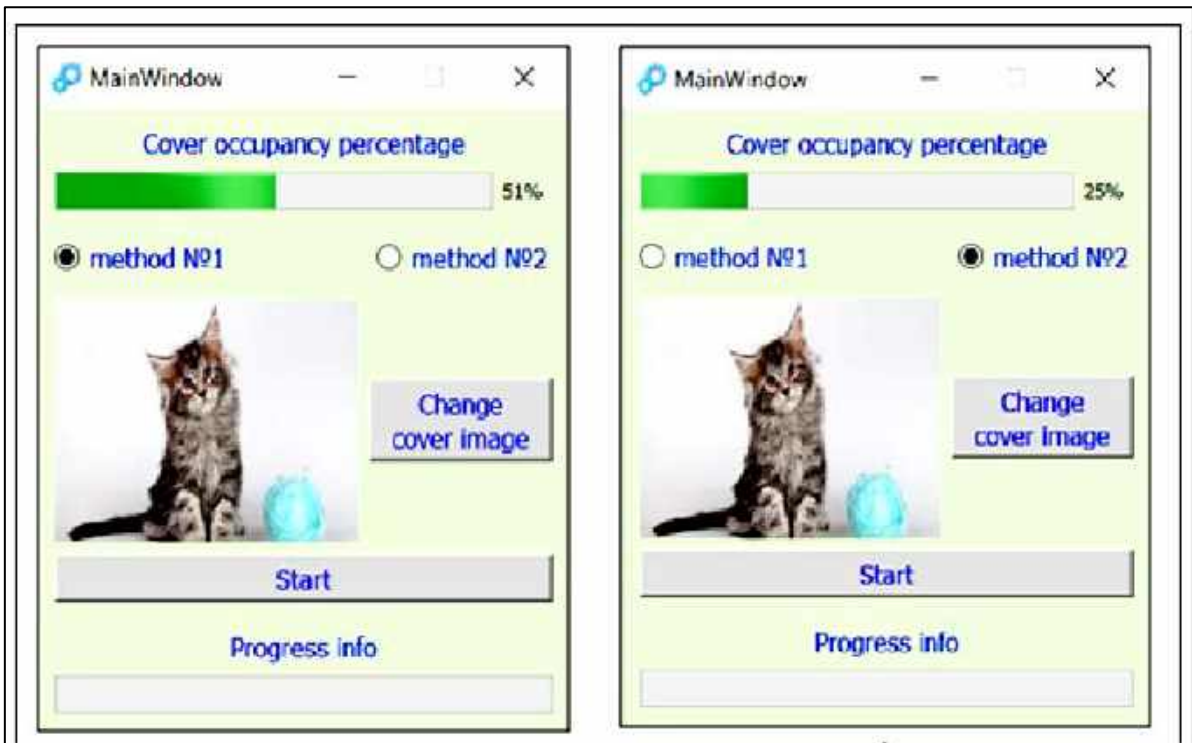 MainWindow
Cover occupancy percentage
51%
method №1
method №2
Change
cover image
Start
Progress info
MainWindow
Cover occupancy percentage
25%
method №1
method №2
Change
cover image
Start
Progress info